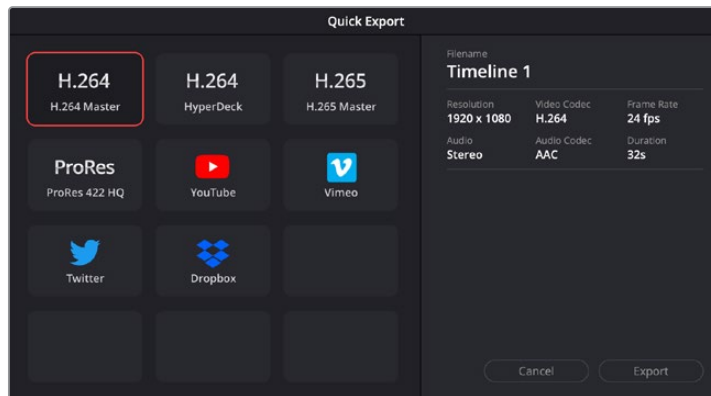 Quick Export
H.264
H.264 Master
H.264
HyperDeck
H.265
H.265 Master
ProRes
ProRes 422 HQ
YouTube
Vimeo
Twitter
Dropbox
Filename
Timeline 1
Resolution Video Codec Frame Rate
1920 x 1080 H.264 24 fps
Audio Audio Codec Duration
Stereo AAC 32s
Cancel Export